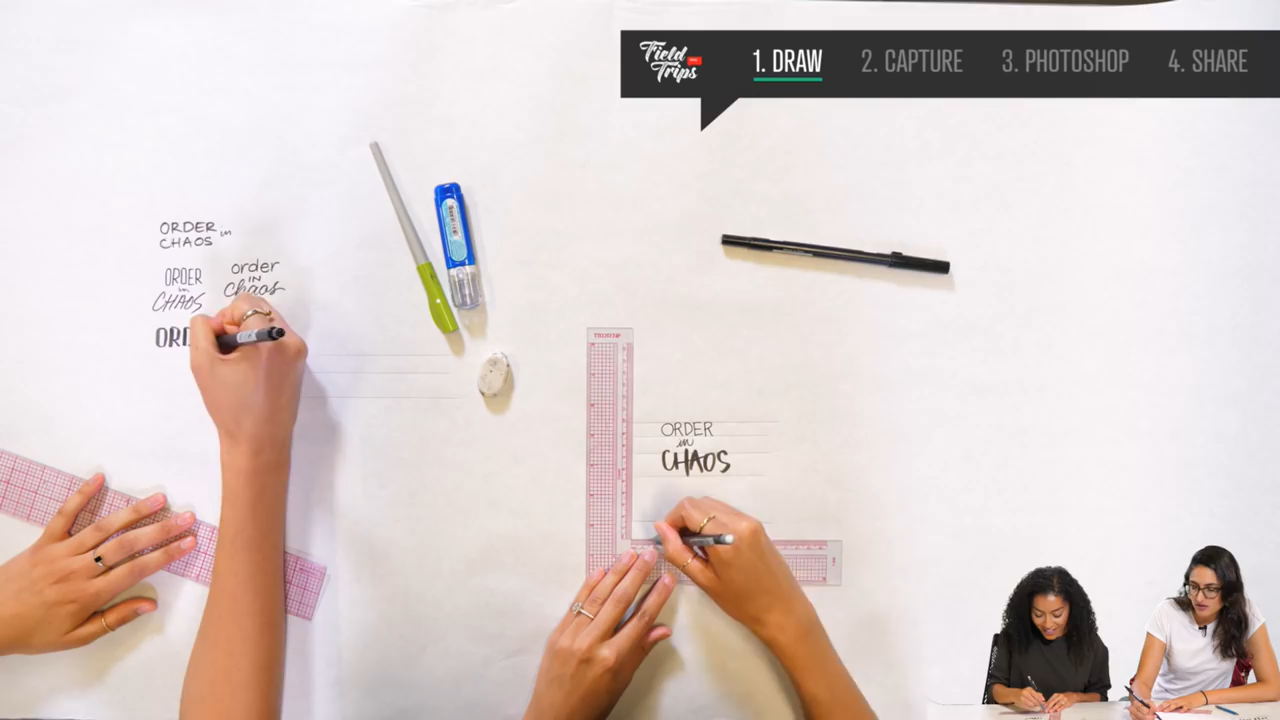 Field Trips
1. DRAW
2. CAPTURE
3. PHOTOSHOP
4. SHARE
ORDER in
CHAOS
ORDER
in
CHAOS
order
IN
Chaos
ORD
ORDER
in
CHAOS